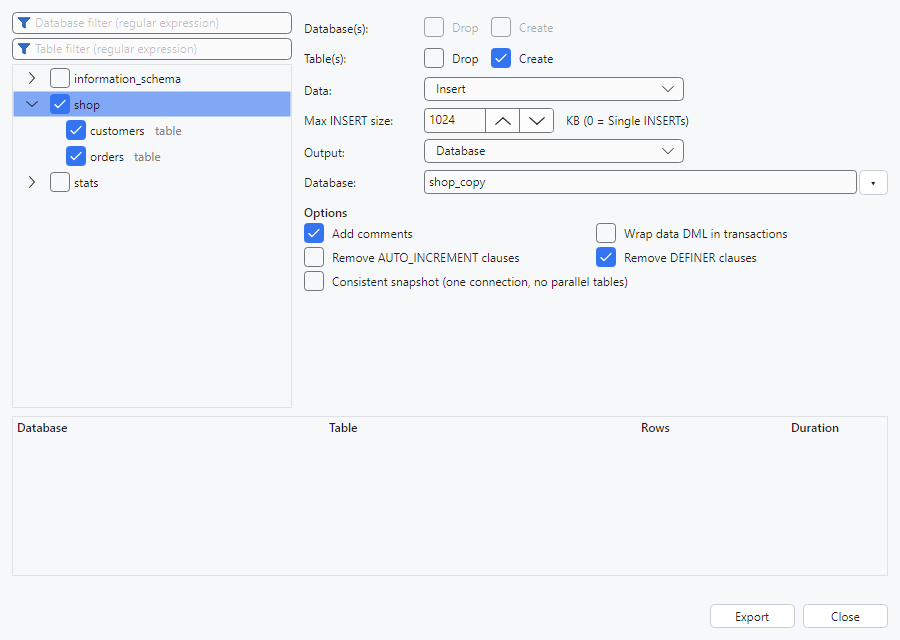 Database filter (regular expression)
Table filter (regular expression)
information_schema
shop
customers table
orders table
stats
Database(s): Drop Create
Table(s): Drop Create
Data: Insert
Max INSERT size: 1024 KB (0 = Single INSERTs)
Output: Database
Database: shop_copy
Options
Add comments Wrap data DML in transactions
Remove AUTO_INCREMENT clauses Remove DEFINER clauses
Consistent snapshot (one connection, no parallel tables)
Database Table Rows Duration
Export Close